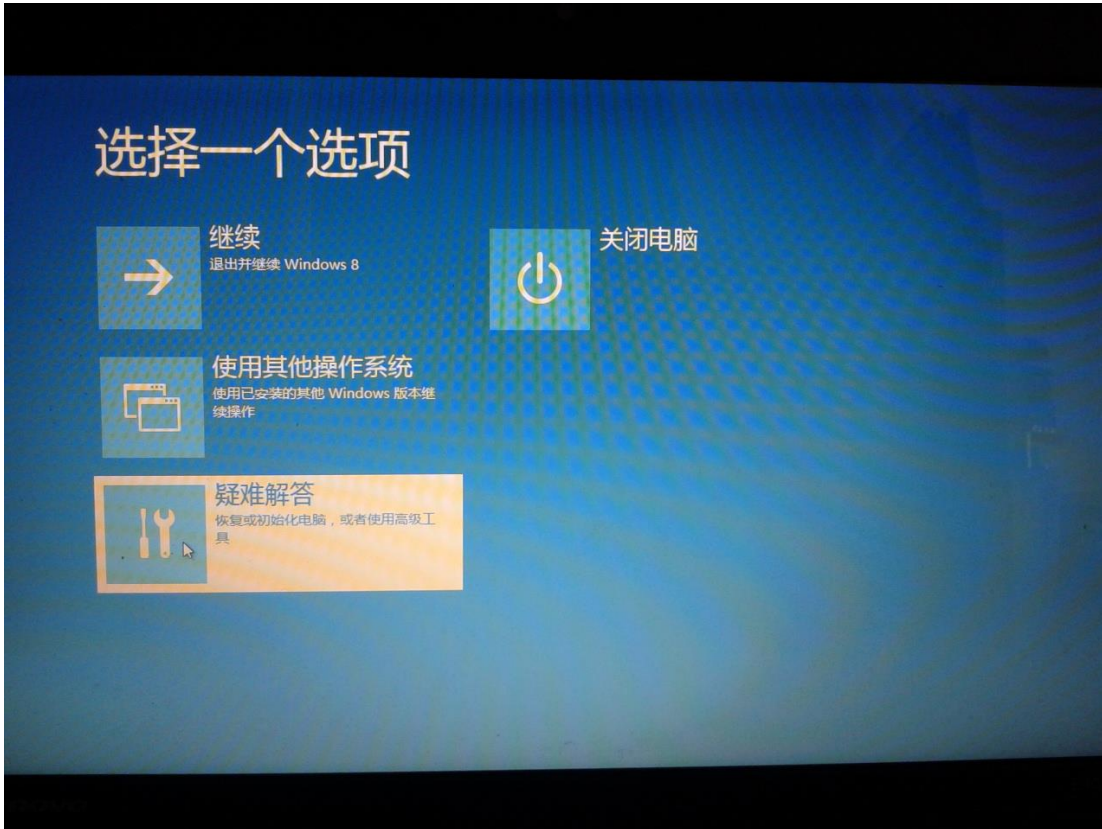 选择一个选项
继续
退出并继续 Windows 8
关闭电脑
使用其他操作系统
使用已安装的其他 Windows 版本继
续操作
疑难解答
恢复或初始化电脑，或者使用高级工
具